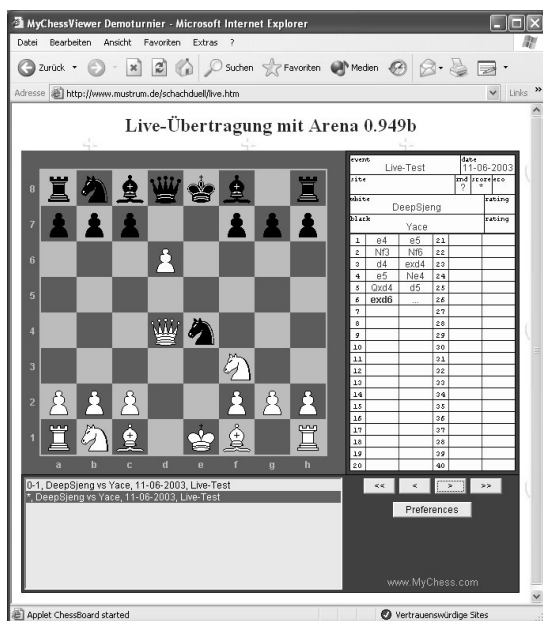 MyChessViewer Demoturnier - Microsoft Internet Explorer
Datei Bearbeiten Ansicht Favoriten Extras ?
Zurück Suchen Favoriten Medien
Adresse http://www.mustrum.de/schachduell/live.htm Links »
Live-Übertragung mit Arena 0.949b
event Live-Test date 11-06-2003
site rnd ? score * eco
white DeepSjeng rating
black Yace rating
1 e4 e5 21
2 Nf3 Nf6 22
3 d4 exd4 23
4 e5 Ne4 24
5 Qxd4 d5 25
6 exd6 ... 26
7 27
8 28
9 29
10 30
11 31
12 32
13 33
14 34
15 35
16 36
17 37
18 38
19 39
20 40
8
7
6
5
4
3
2
1
a b c d e f g h
0-1, DeepSjeng vs Yace, 11-06-2003, Live-Test
*, DeepSjeng vs Yace, 11-06-2003, Live-Test
<< < > >>
Preferences
www.MyChess.com
Applet ChessBoard started Vertrauenswürdige Sites